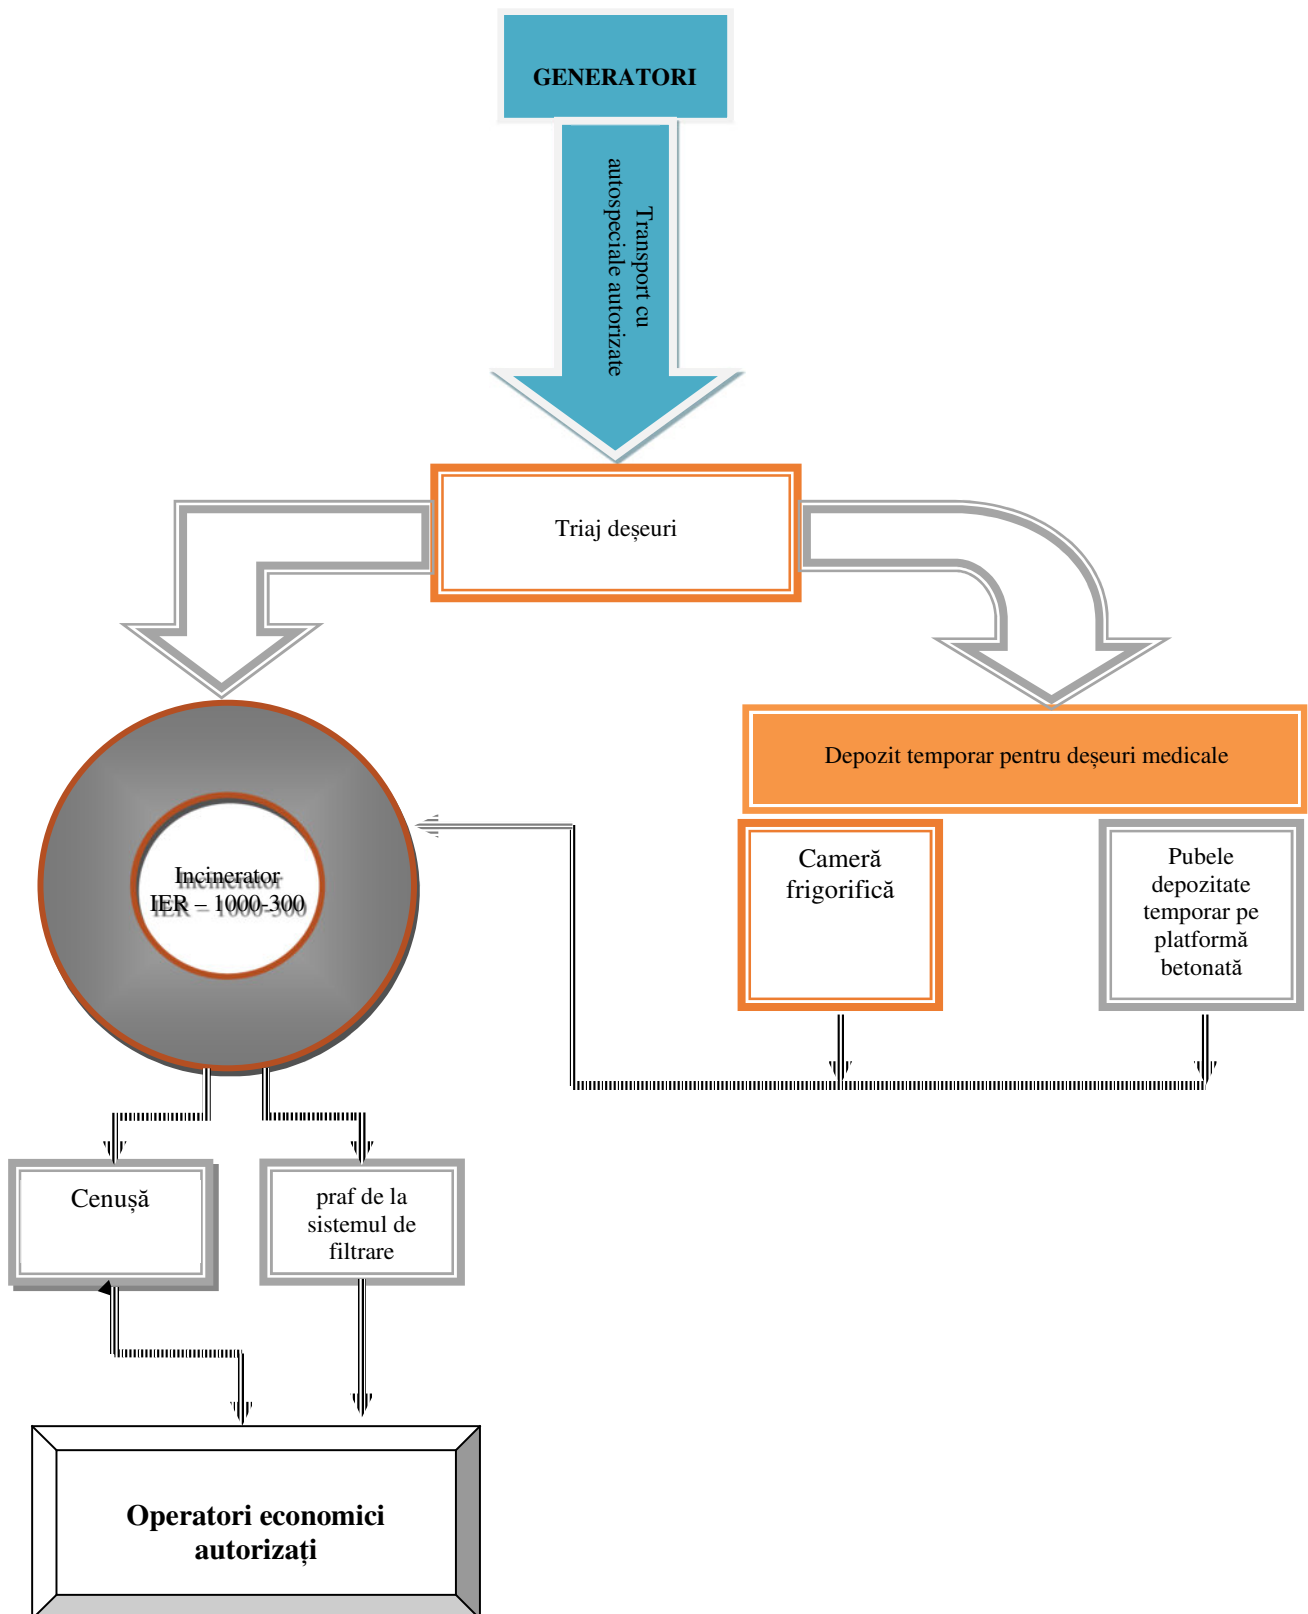 GENERATORI
Transport cu
autospeciale autorizate
Triaj deșeuri
Depozit temporar pentru deșeuri medicale
Incinerator
IER – 1000-300
Cameră
frigorifică
Pubele
depozitate
temporar pe
platformă
betonată
Cenușă
praf de la
sistemul de
filtrare
Operatori economici
autorizați